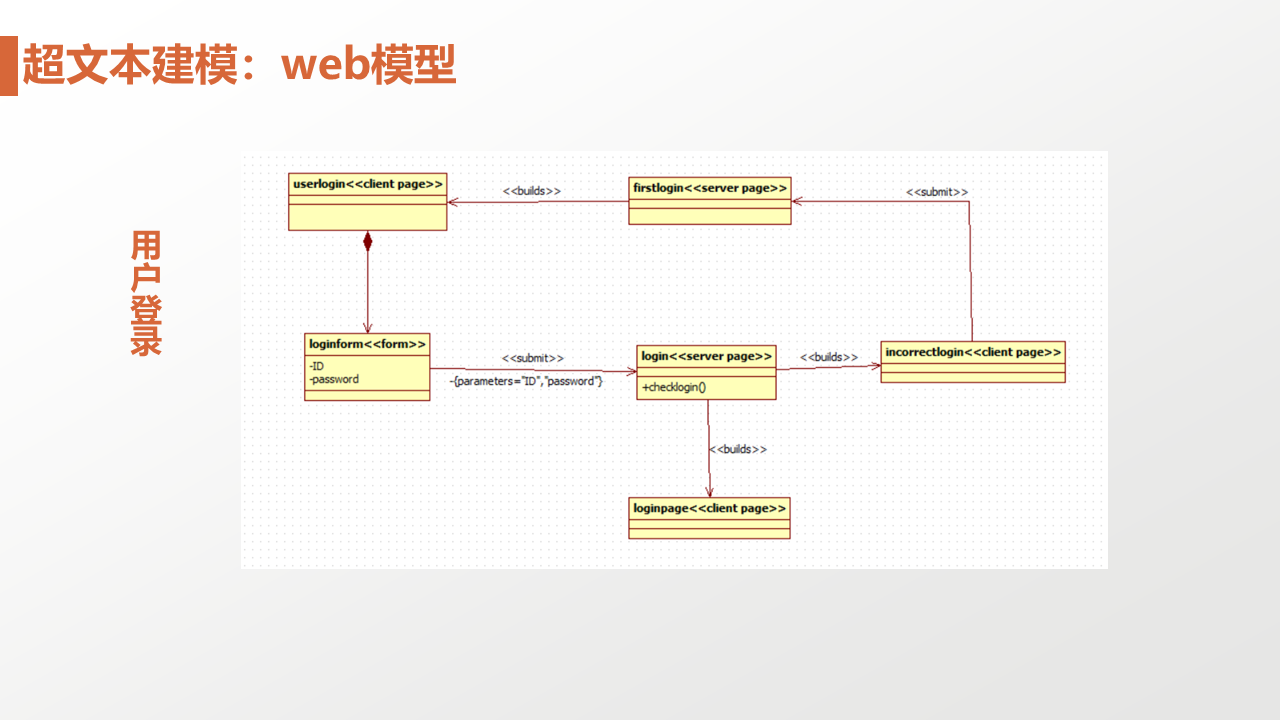 超文本建模：web模型
用户登录
userlogin<<client page>>
<<builds>>
firstlogin<<server page>>
<<submit>>
loginform<<form>>
-ID
-password
<<submit>>
-{parameters="ID","password"}
login<<server page>>
+checklogin()
<<builds>>
incorrectlogin<<client page>>
<<builds>>
loginpage<<client page>>